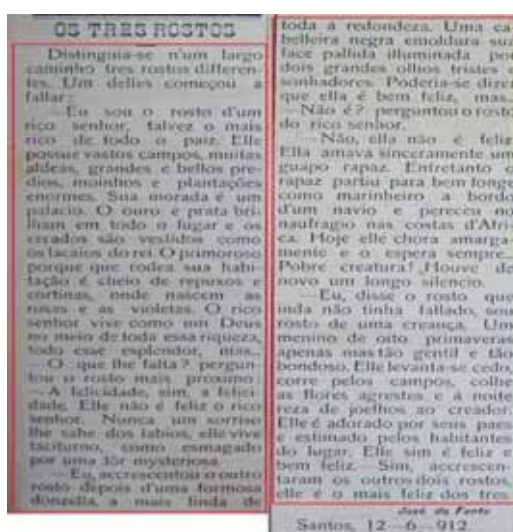 OS TRES ROSTOS
Distinguia-se n'um largo
caminho tres rostos differen-
tes. Um delles começou a
fallar:
—Eu sou o rosto d'um
rico senhor, talvez o mais
rico de todo o paiz. Elle
possue vastos campos, muitas
aldeas, grandes e bellos pre-
dios, moinhos e plantações
enormes. Sua morada é um
palacio. O ouro e prata bri-
lham em todo o lugar e os
creados são vestidos como
os lacaios do rei. O primoroso
porque que rodea sua habi-
tação é cheio de repuxos e
cortinas, onde nascem as
rosas e as violetas. O rico
senhor vive como um Deus
no meio de toda essa riqueza,
todo esse esplendor, mas...
—O que lhe falta? pergun-
tou o rosto mais proximo.
—A felicidade, sim, a felici-
dade. Elle não é feliz o rico
senhor. Nunca um sorriso
lhe sahe dos labios, elle vive
taciturno, como esmagado
por uma dôr mysteriosa.
—Eu, accrescentou o outro
rosto depois d'uma formosa
donzella, a mais linda de
toda a redondeza. Uma ca-
belleira negra emoldura sua
face pallida illuminada por
dois grandes olhos tristes e
sonhadores. Poderia-se dizer
que ella é bem feliz, mas...
—Não é? perguntou o rosto
do rico senhor.
—Não, ella não é feliz.
Ella amava sinceramente um
guapo rapaz. Entretanto o
rapaz partiu para bem longe
como marinheiro a bordo
d'um navio e pereceu no
naufragio nas costas d'Afri-
ca. Hoje elle chora amarga-
mente e o espera sempre...
Pobre creatura! Houve de
novo um longo silencio.
—Eu, disse o rosto que
inda não tinha fallado, sou
rosto de uma creança. Um
menino de oito primaveras
apenas mas tão gentil e tão
bondoso. Elle levanta-se cedo,
corre pelos campos, colhe
as flores agrestes e á noite
reza de joelhos ao creador.
Elle é adorado por seus paes
e estimado pelos habitantes
do lugar. Elle sim é feliz e
bem feliz. Sim, accrescen-
taram os outros dois rostos,
elle é o mais feliz dos tres.
José da Fonte
Santos, 12—6—912.